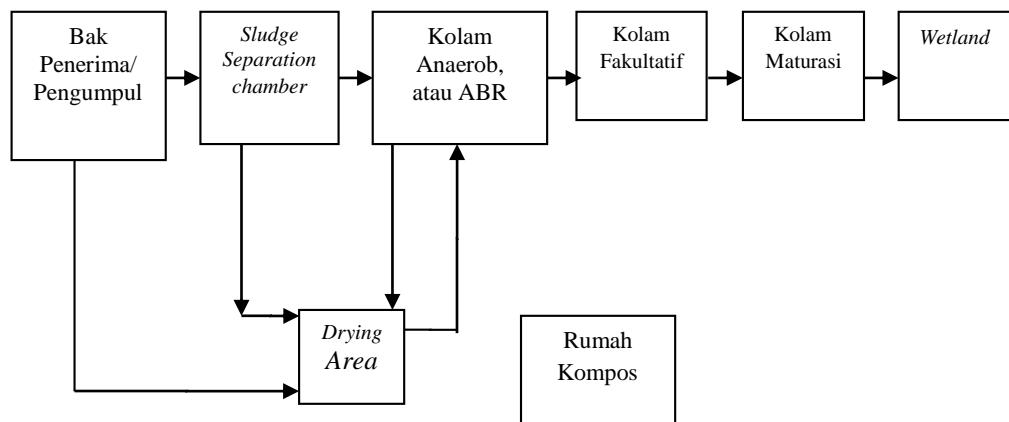 Bak
Penerima/
Pengumpul
Sludge
Separation
chamber
Kolam
Anaerob,
atau ABR
Kolam
Fakultatif
Kolam
Maturasi
Wetland
Drying
Area
Rumah
Kompos